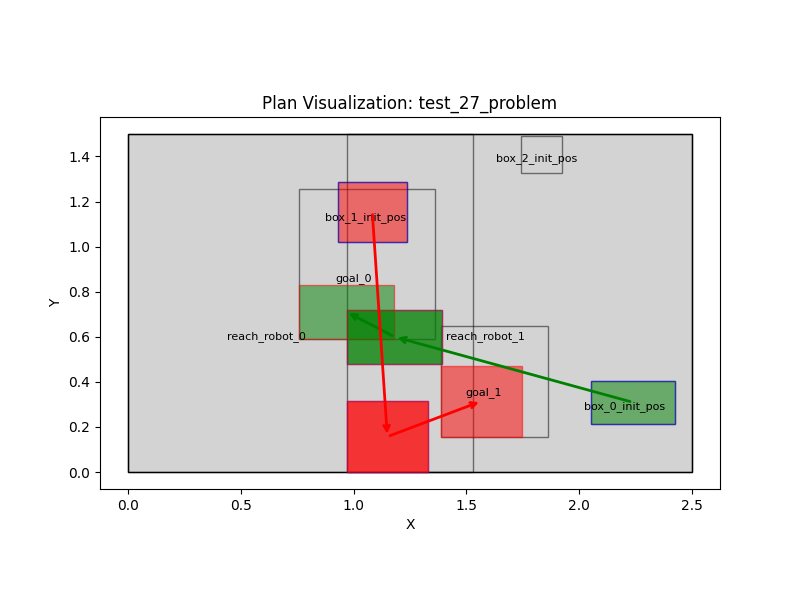 Plan Visualization: test_27_problem
1.4
box_2_init_pos
1.2
box_1_init_pos
1.0
Y
goal_0
0.8
0.6
reach_robot_0
reach_robot_1
0.4
goal_1
box_0_init_pos
0.2
0.0
0.0
0.5
1.0
1.5
2.0
2.5
X